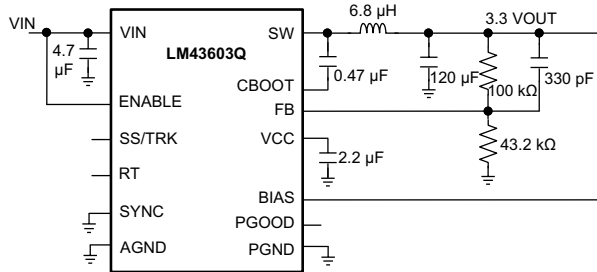 VIN
VIN
4.7
µF
ENABLE
SS/TRK
RT
SYNC
AGND
LM43603Q
SW
CBOOT
FB
VCC
BIAS
PGOOD
PGND
6.8 µH
3.3 VOUT
0.47 µF
120 µF
100 kΩ
330 pF
43.2 kΩ
2.2 µF